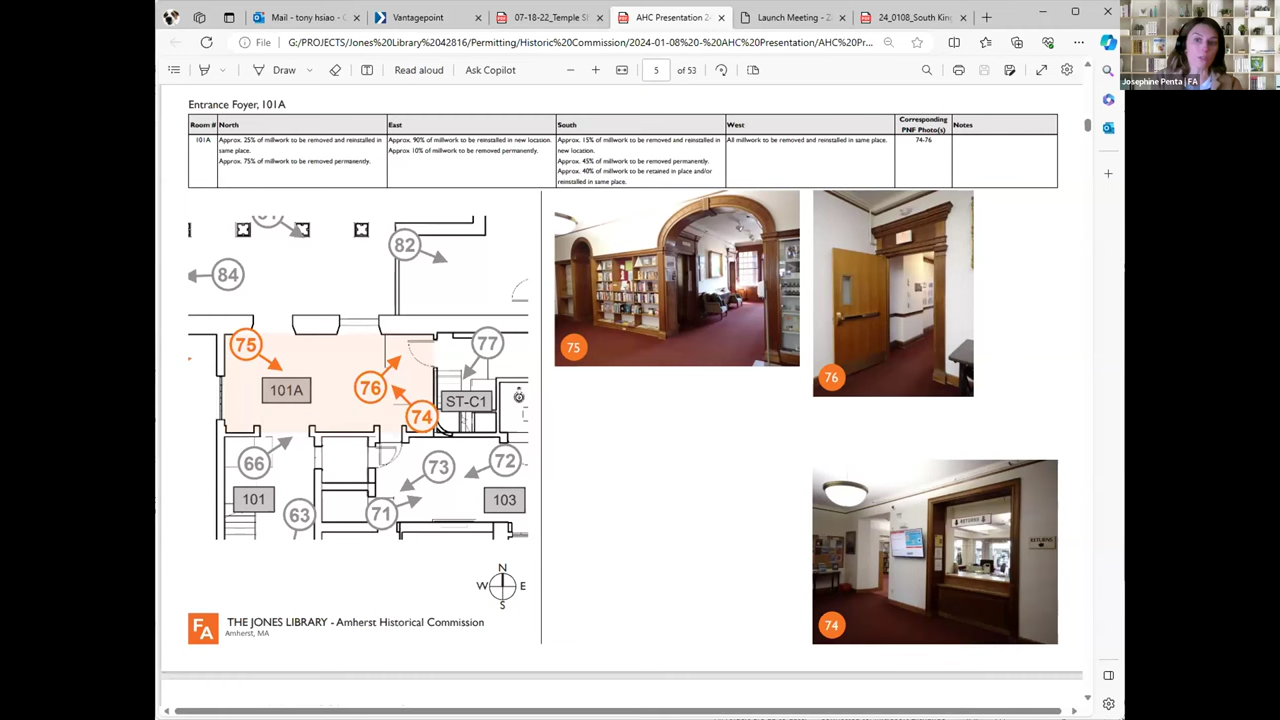 Mail - tony hsiao - C
Vantagepoint
07-18-22_Temple S
AHC Presentation 2
Launch Meeting - Z
24_0108_South Kin
File
G:/PROJECTS/Jones%20Library%2042816/Permitting/Historic%20Commission/2024-01-08%20-%20AHC%20Presentation/AHC%20Pr...
Draw
Read aloud
Ask Copilot
5
of 53
Josephine Penta | FA
Entrance Foyer, 101A
Room #
North
East
South
West
Corresponding
PNF Photo(s)
Notes
101A
Approx. 25% of millwork to be removed and reinstalled in
same place.
Approx. 75% of millwork to be removed permanently.
Approx. 90% of millwork to be reinstalled in new location.
Approx 10% of millwork to be removed permanently.
Approx. 15% of millwork to be removed and reinstalled in
new location.
Approx. 45% of millwork to be removed permanently.
Approx. 40% of millwork to be retained in place and/or
reinstalled in same place.
All millwork to be removed and reinstalled in same place.
74-76
82
84
75
77
101A
76
ST-C1
74
66
73
72
101
63
71
103
N
W E
S
75
76
RETURNS
RETURNS
74
FA
THE JONES LIBRARY - Amherst Historical Commission
Amherst, MA